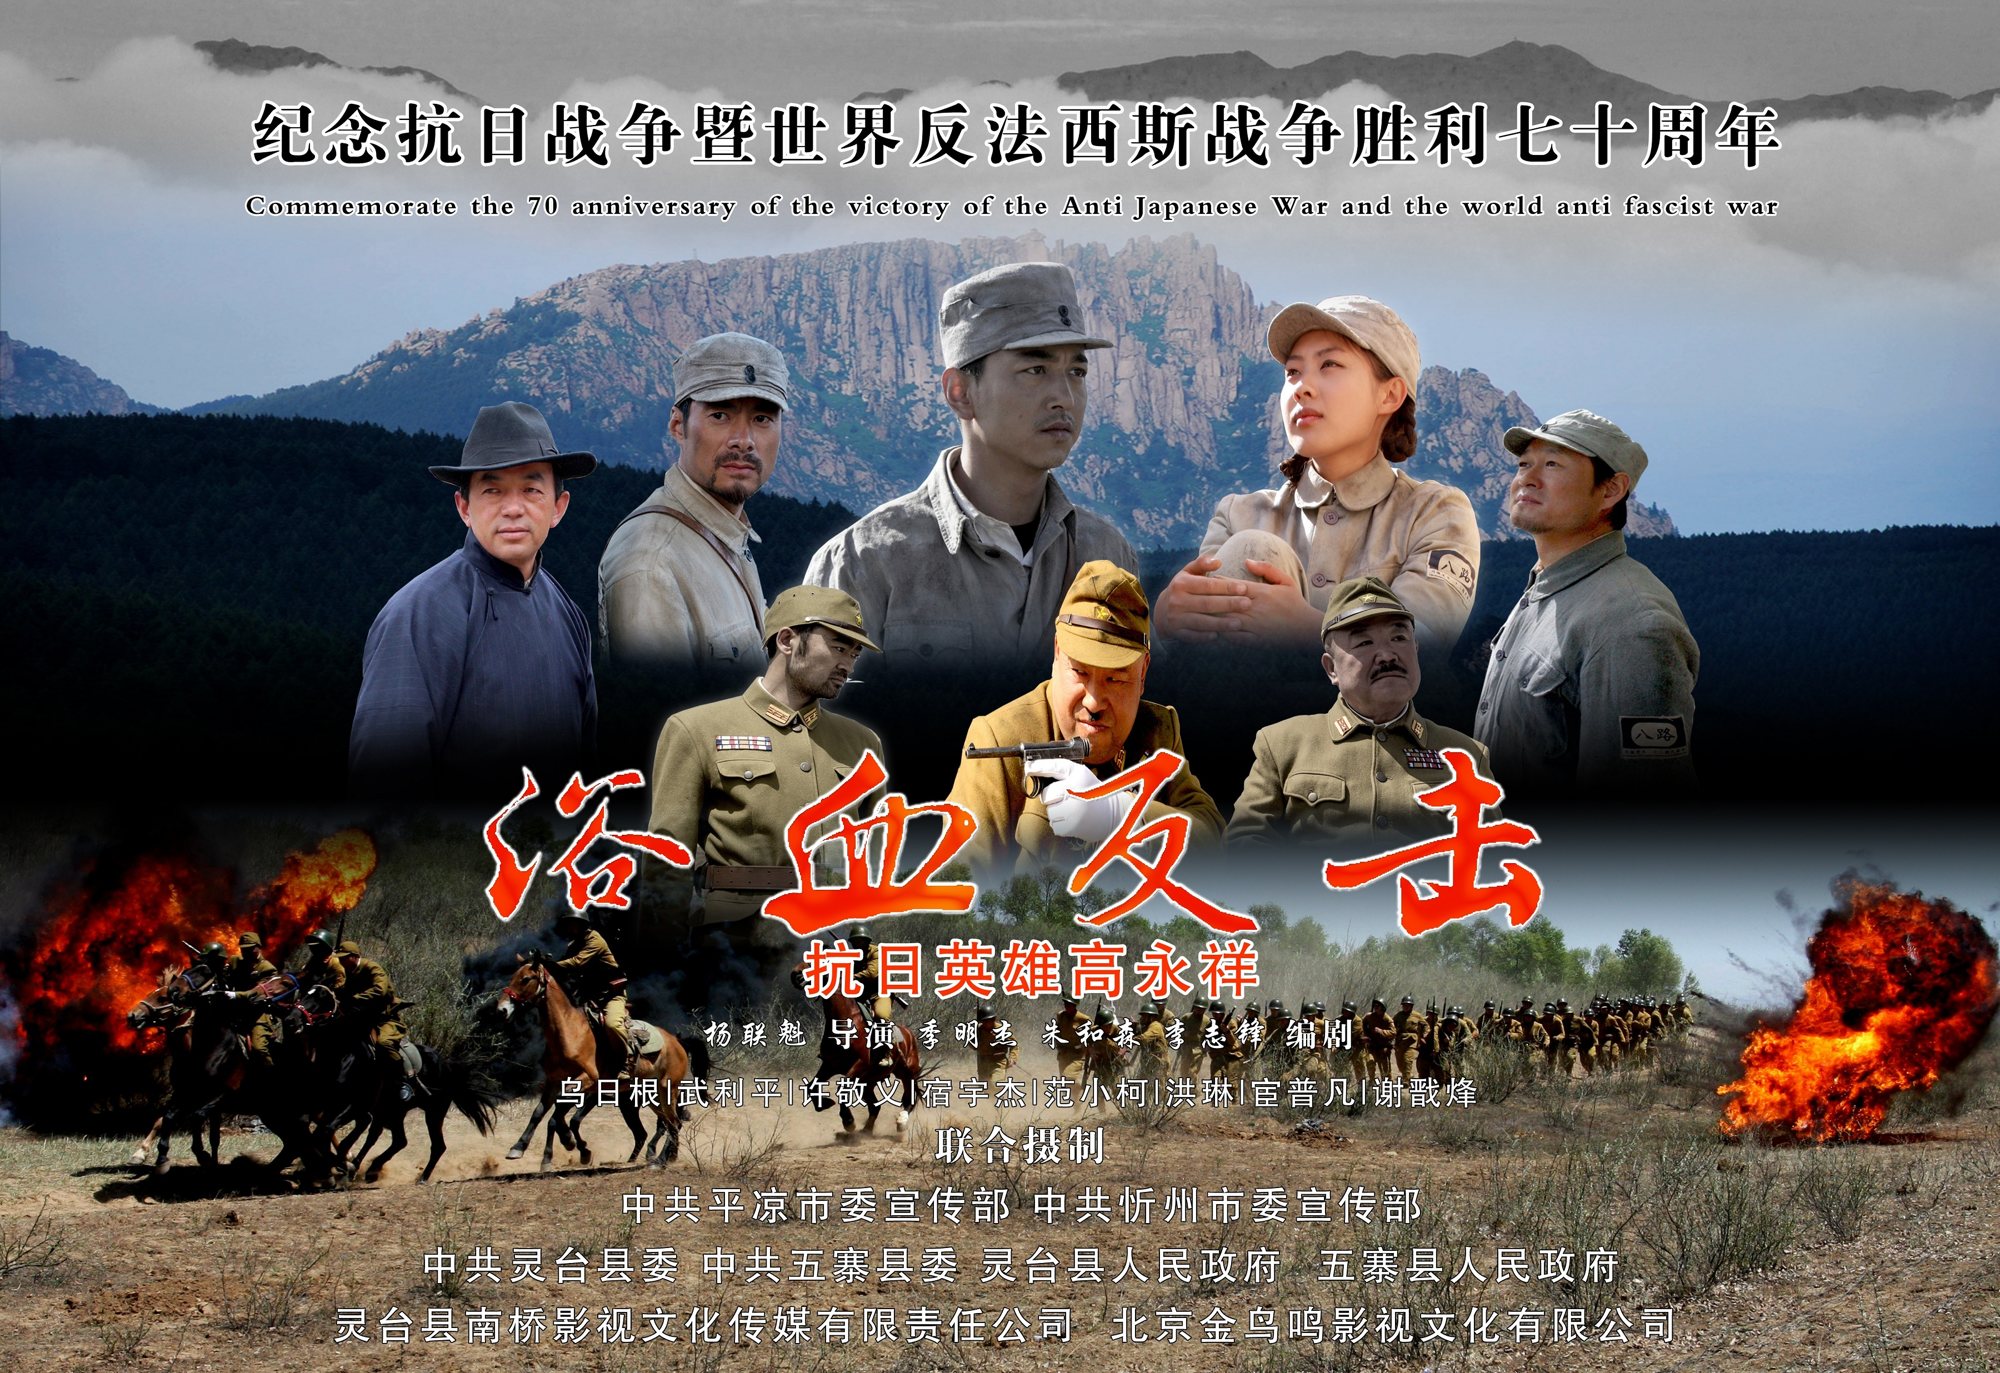 纪念抗日战争暨世界反法西斯战争胜利七十周年
Commemorate the 70 anniversary of the victory of the Anti Japanese War and the world anti fascist war
八路
八路
浴血反击
抗日英雄高永祥
杨联魁 导演 季明杰 朱和森 李志锋 编剧
乌日根|武利平|许敬义|宿宇杰|范小柯|洪琳|宦普凡|谢戬烽
联合摄制
中共平凉市委宣传部 中共忻州市委宣传部
中共灵台县委 中共五寨县委 灵台县人民政府 五寨县人民政府
灵台县南桥影视文化传媒有限责任公司 北京金鸟鸣影视文化有限公司